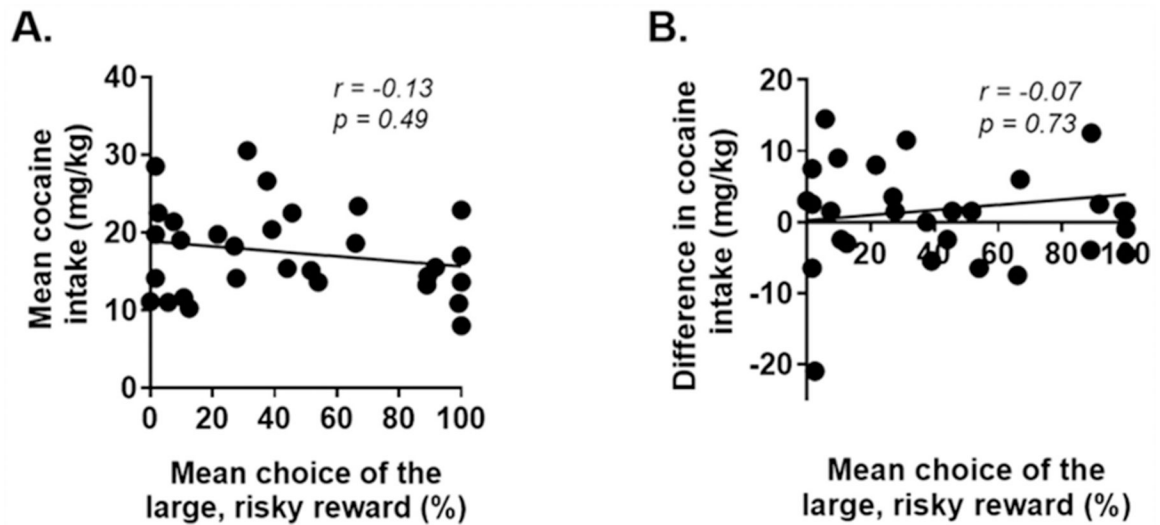 A.
r = -0.13
p = 0.49
Mean cocaine
intake (mg/kg)
40
30
20
10
0
0 20 40 60 80 100
Mean choice of the
large, risky reward (%)
B.
r = -0.07
p = 0.73
Difference in cocaine
intake (mg/kg)
20
10
0
-10
-20
20 40 60 80 100
Mean choice of the
large, risky reward (%)